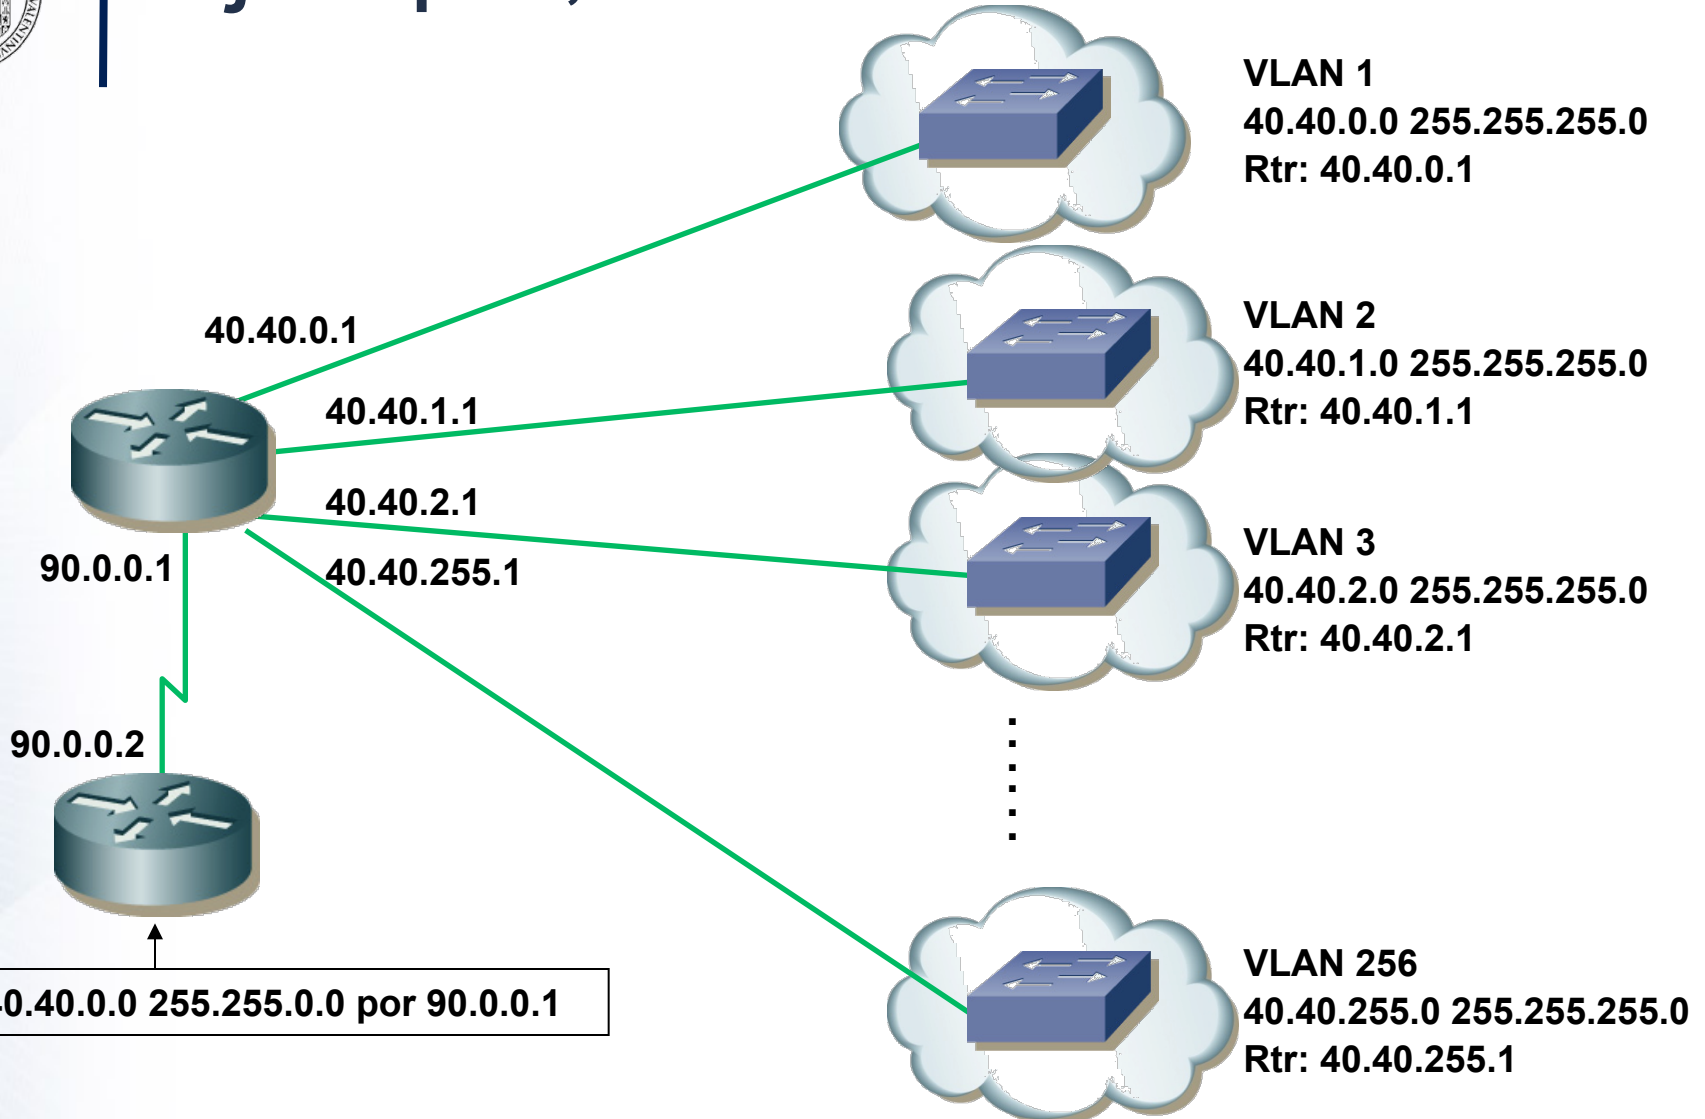 VALENTINV
VLAN 1
40.40.0.0 255.255.255.0
Rtr: 40.40.0.1
40.40.0.1
VLAN 2
40.40.1.0 255.255.255.0
Rtr: 40.40.1.1
40.40.1.1
40.40.2.1
40.40.255.1
90.0.0.1
VLAN 3
40.40.2.0 255.255.255.0
Rtr: 40.40.2.1
90.0.0.2
0.40.0.0 255.255.0.0 por 90.0.0.1
VLAN 256
40.40.255.0 255.255.255.0
Rtr: 40.40.255.1